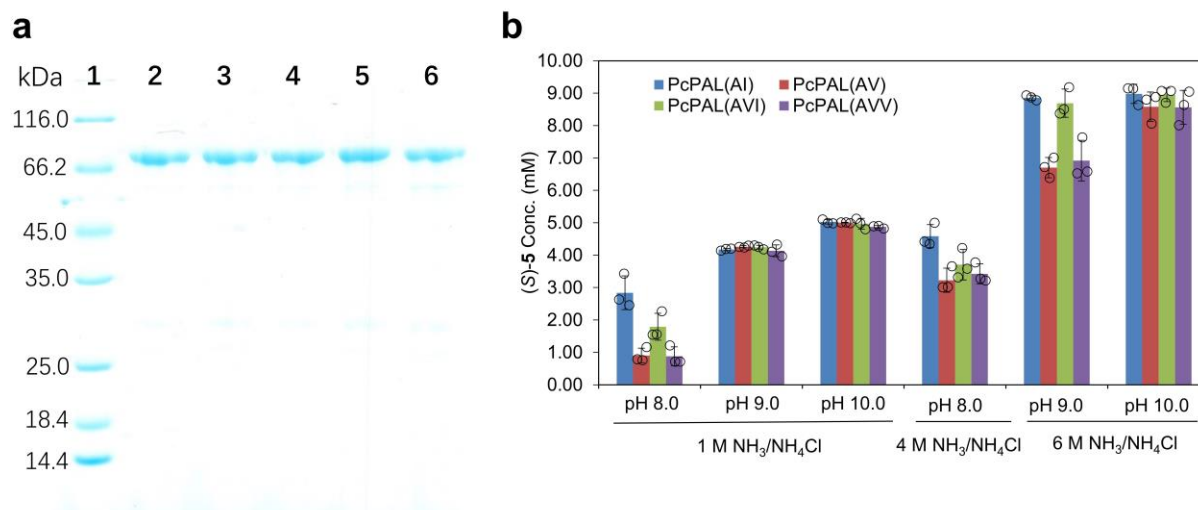 a
kDa 1 2 3 4 5 6
116.0
66.2
45.0
35.0
25.0
18.4
14.4
b
PcPAL(AI) PcPAL(AV)
PcPAL(AVI) PcPAL(AVV)
(S)-5 Conc. (mM)
10.00
9.00
8.00
7.00
6.00
5.00
4.00
3.00
2.00
1.00
0.00
pH 8.0 pH 9.0 pH 10.0 pH 8.0 pH 9.0 pH 10.0
1 M NH₃/NH₄Cl 4 M NH₃/NH₄Cl 6 M NH₃/NH₄Cl